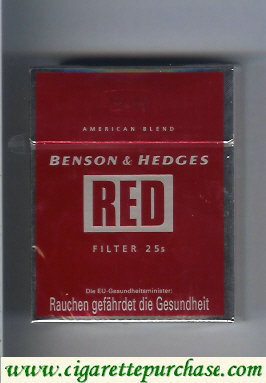 AMERICAN BLEND
BENSON & HEDGES
RED
FILTER 25s
Die EU-Gesundheitsminister:
Rauchen gefährdet die Gesundheit
www.cigarettepurchase.com